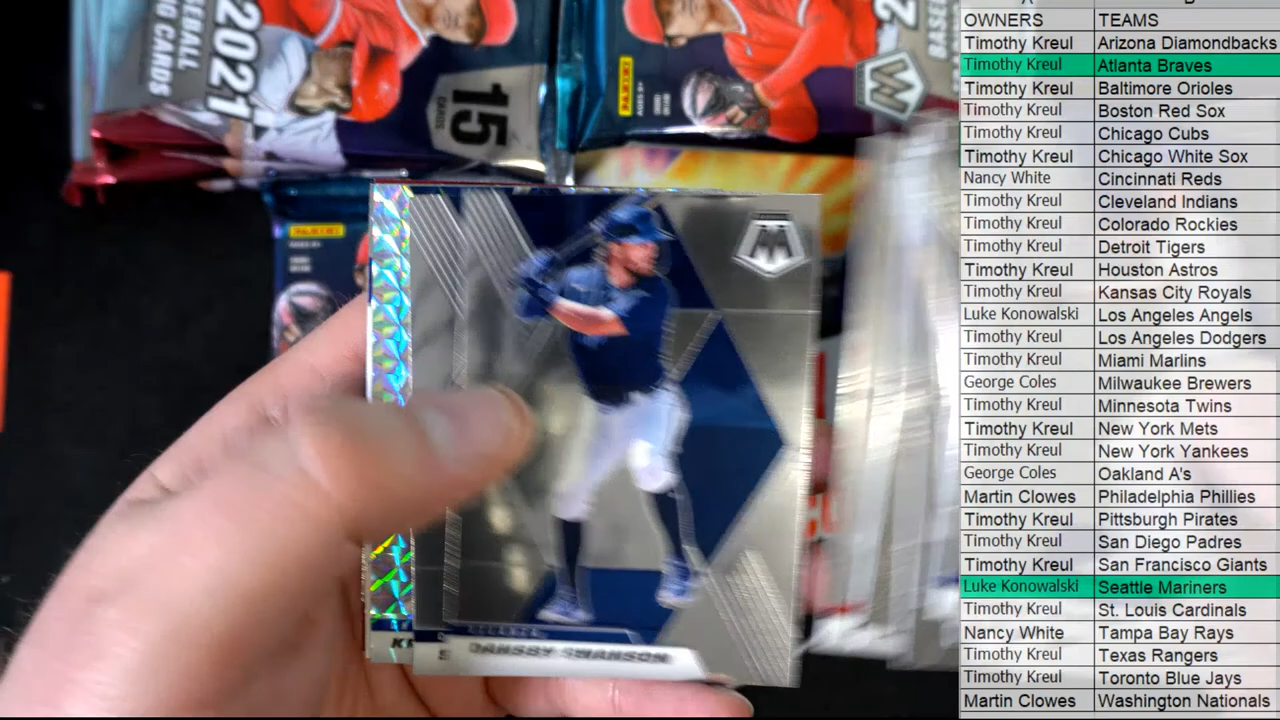 2021
BASEBALL
CARDS
15
CARDS
PANINI
AGES 9+
PANINI
M
ATLANTA
DANSBY SWANSON
OWNERS TEAMS
Timothy Kreul Arizona Diamondbacks
Timothy Kreul Atlanta Braves
Timothy Kreul Baltimore Orioles
Timothy Kreul Boston Red Sox
Timothy Kreul Chicago Cubs
Timothy Kreul Chicago White Sox
Nancy White Cincinnati Reds
Timothy Kreul Cleveland Indians
Timothy Kreul Colorado Rockies
Timothy Kreul Detroit Tigers
Timothy Kreul Houston Astros
Timothy Kreul Kansas City Royals
Luke Konowalski Los Angeles Angels
Timothy Kreul Los Angeles Dodgers
Timothy Kreul Miami Marlins
George Coles Milwaukee Brewers
Timothy Kreul Minnesota Twins
Timothy Kreul New York Mets
Timothy Kreul New York Yankees
George Coles Oakland A's
Martin Clowes Philadelphia Phillies
Timothy Kreul Pittsburgh Pirates
Timothy Kreul San Diego Padres
Timothy Kreul San Francisco Giants
Luke Konowalski Seattle Mariners
Timothy Kreul St. Louis Cardinals
Nancy White Tampa Bay Rays
Timothy Kreul Texas Rangers
Timothy Kreul Toronto Blue Jays
Martin Clowes Washington Nationals